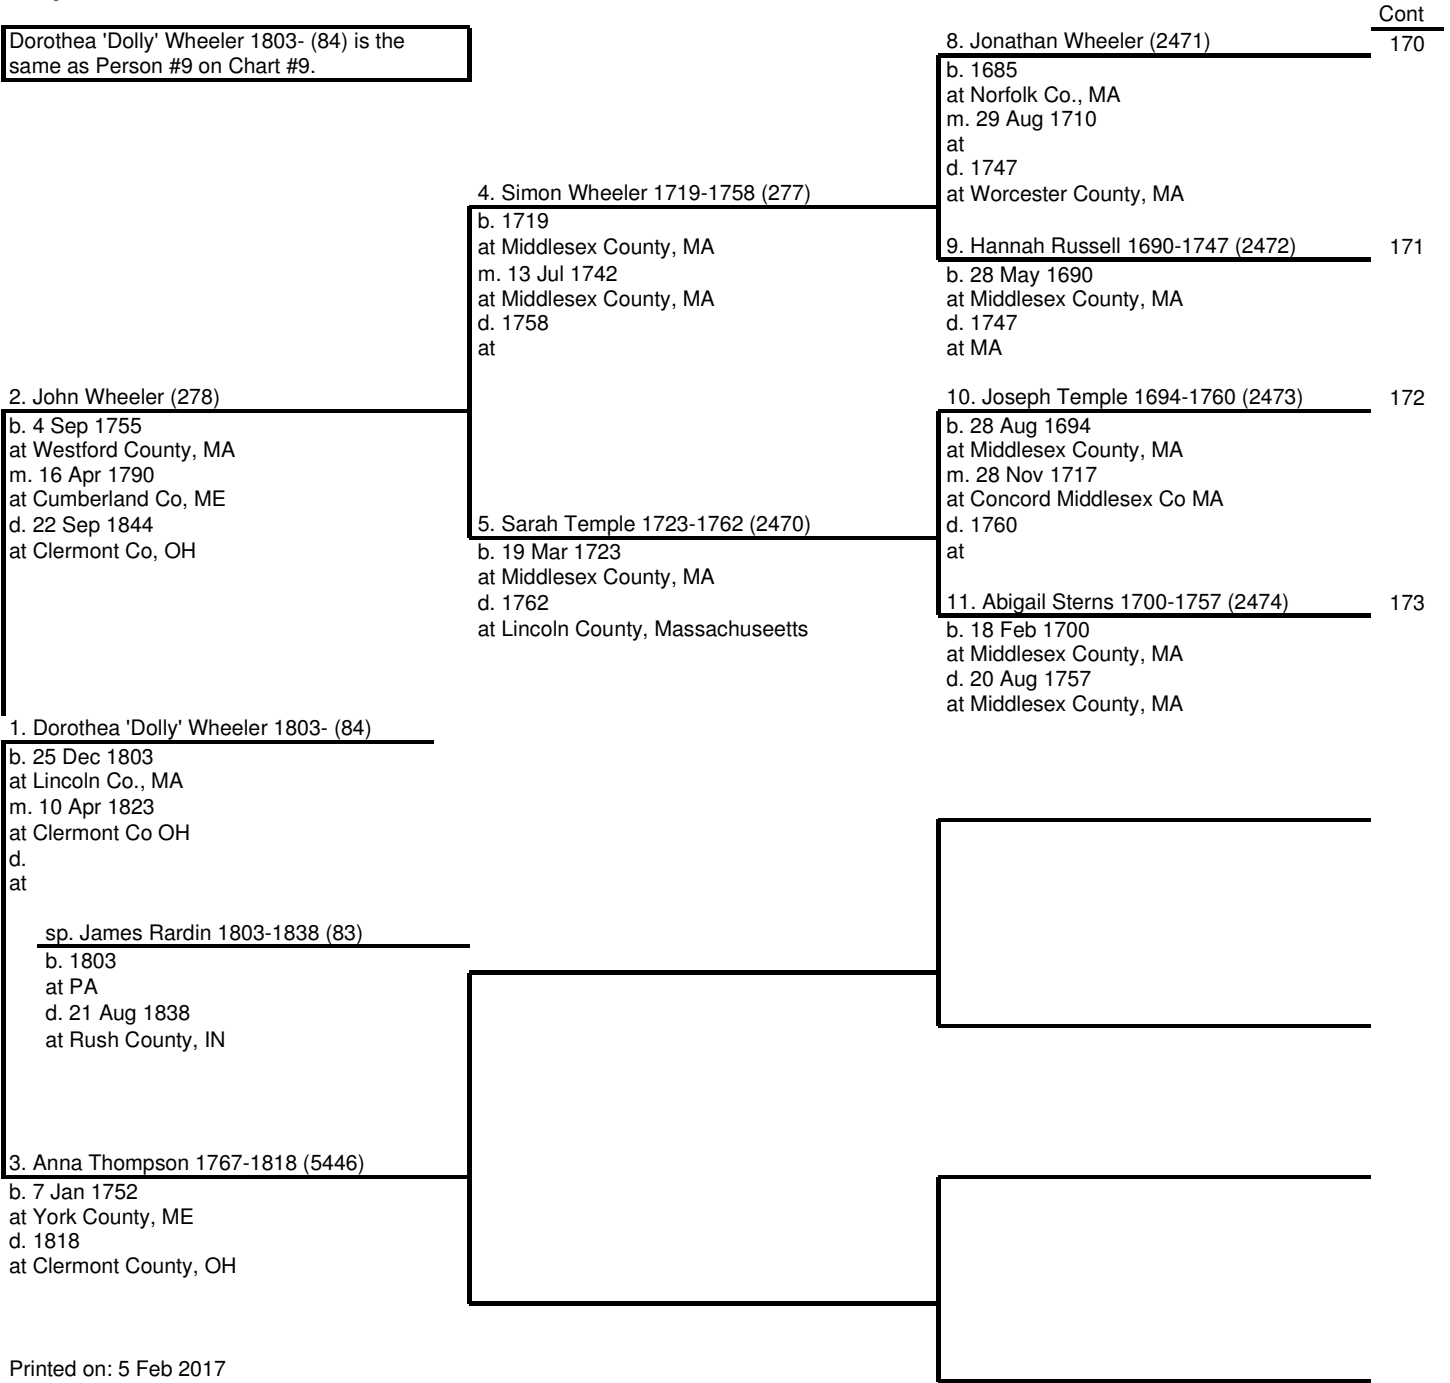 Cont
Dorothea 'Dolly' Wheeler 1803- (84) is the
same as Person #9 on Chart #9.
8. Jonathan Wheeler (2471)
170
b. 1685
at Norfolk Co., MA
m. 29 Aug 1710
at
d. 1747
at Worcester County, MA
4. Simon Wheeler 1719-1758 (277)
b. 1719
at Middlesex County, MA
m. 13 Jul 1742
at Middlesex County, MA
d. 1758
at
9. Hannah Russell 1690-1747 (2472)
171
b. 28 May 1690
at Middlesex County, MA
d. 1747
at MA
2. John Wheeler (278)
b. 4 Sep 1755
at Westford County, MA
m. 16 Apr 1790
at Cumberland Co, ME
d. 22 Sep 1844
at Clermont Co, OH
10. Joseph Temple 1694-1760 (2473)
172
b. 28 Aug 1694
at Middlesex County, MA
m. 28 Nov 1717
at Concord Middlesex Co MA
d. 1760
at
5. Sarah Temple 1723-1762 (2470)
b. 19 Mar 1723
at Middlesex County, MA
d. 1762
at Lincoln County, Massachuseetts
11. Abigail Sterns 1700-1757 (2474)
173
b. 18 Feb 1700
at Middlesex County, MA
d. 20 Aug 1757
at Middlesex County, MA
1. Dorothea 'Dolly' Wheeler 1803- (84)
b. 25 Dec 1803
at Lincoln Co., MA
m. 10 Apr 1823
at Clermont Co OH
d.
at
sp. James Rardin 1803-1838 (83)
b. 1803
at PA
d. 21 Aug 1838
at Rush County, IN
3. Anna Thompson 1767-1818 (5446)
b. 7 Jan 1752
at York County, ME
d. 1818
at Clermont County, OH
Printed on: 5 Feb 2017